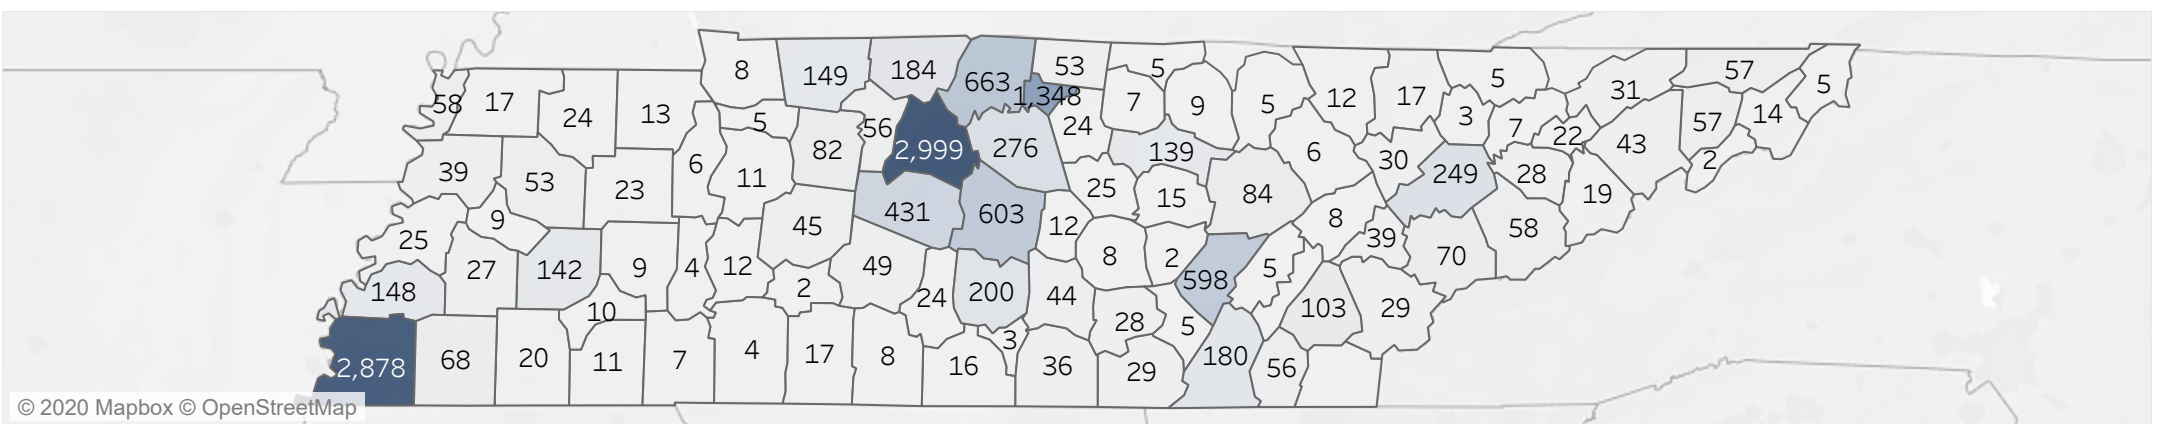 8 149 184 663 53 5 5 57 5
58 17 24 13 1,348 7 9 5 12 17 3 31 14
5 56 24 7 22 57
82 2,999 276 139 6 30 43
39 53 23 6 11 25 15 84 249 28 19 2
9 45 431 603 12 8 39 58
25 27 142 9 4 12 49 8 2 5 70
148 2 24 200 44 598 103 29
10 28 5
2,878 68 20 11 7 4 17 8 16 3 36 29 180 56
© 2020 Mapbox © OpenStreetMap